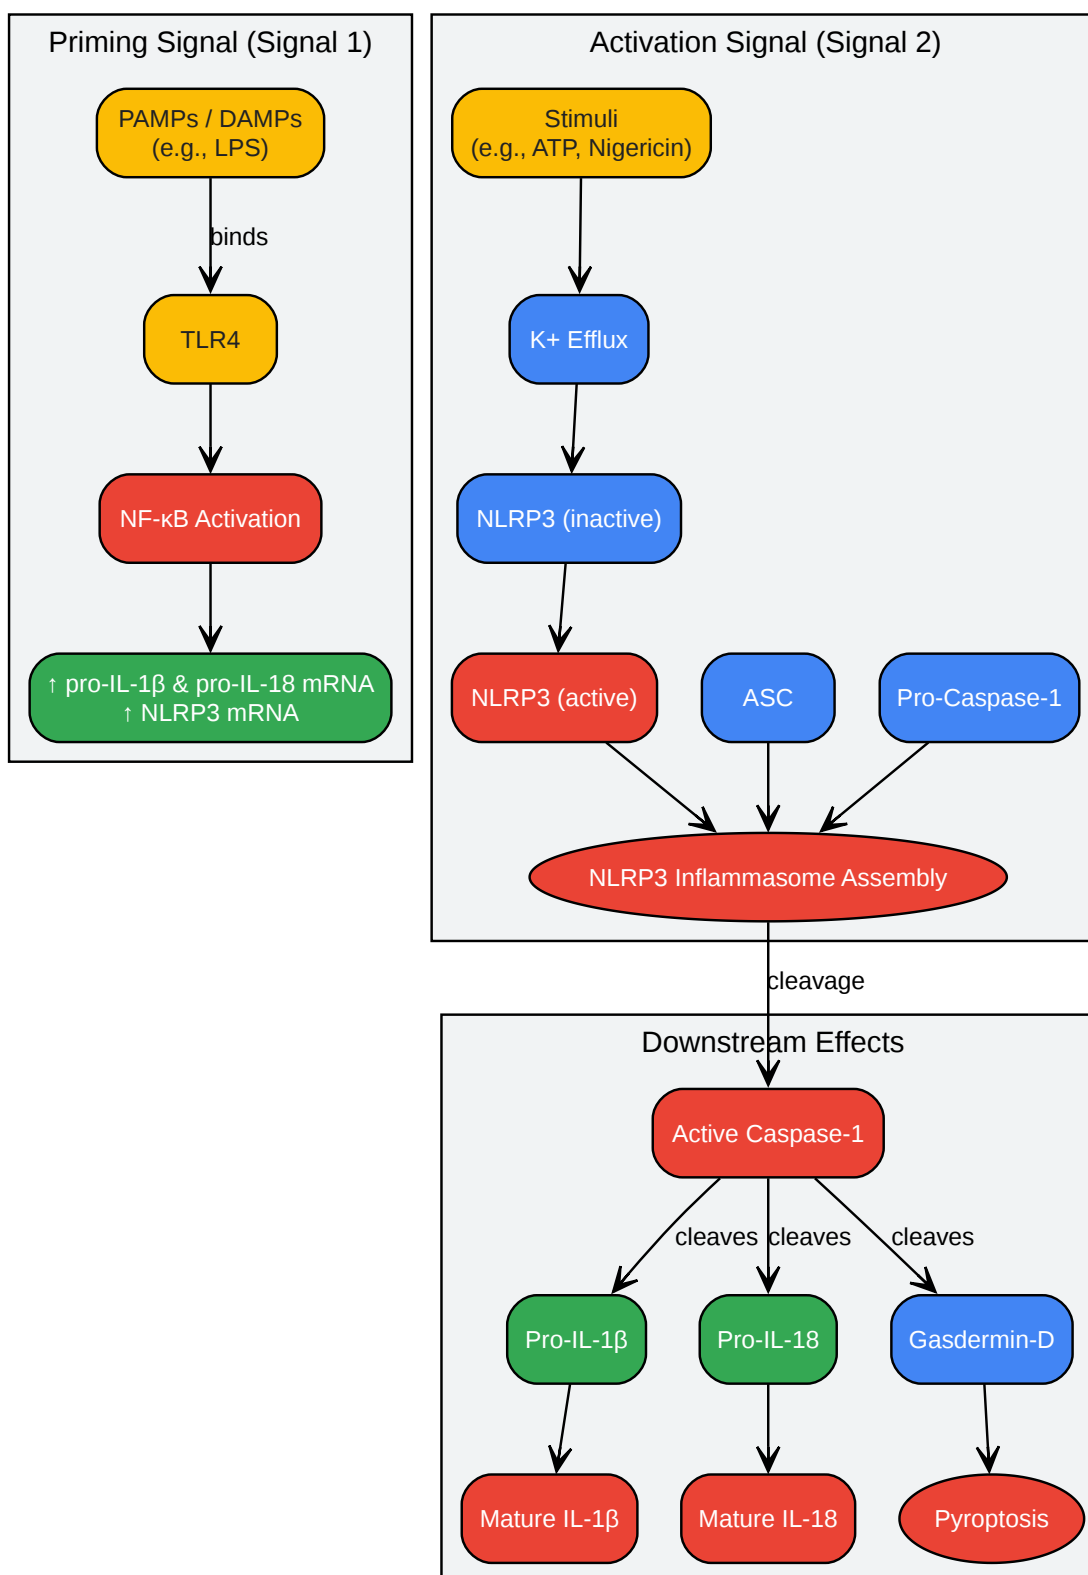 Priming Signal (Signal 1)
PAMPs / DAMPs
(e.g., LPS)
binds
TLR4
NF-κB Activation
↑ pro-IL-1β & pro-IL-18 mRNA
↑ NLRP3 mRNA
Activation Signal (Signal 2)
Stimuli
(e.g., ATP, Nigericin)
K+ Efflux
NLRP3 (inactive)
NLRP3 (active)
ASC
Pro-Caspase-1
NLRP3 Inflammasome Assembly
cleavage
Downstream Effects
Active Caspase-1
cleaves
cleaves
cleaves
Pro-IL-1β
Pro-IL-18
Gasdermin-D
Mature IL-1β
Mature IL-18
Pyroptosis